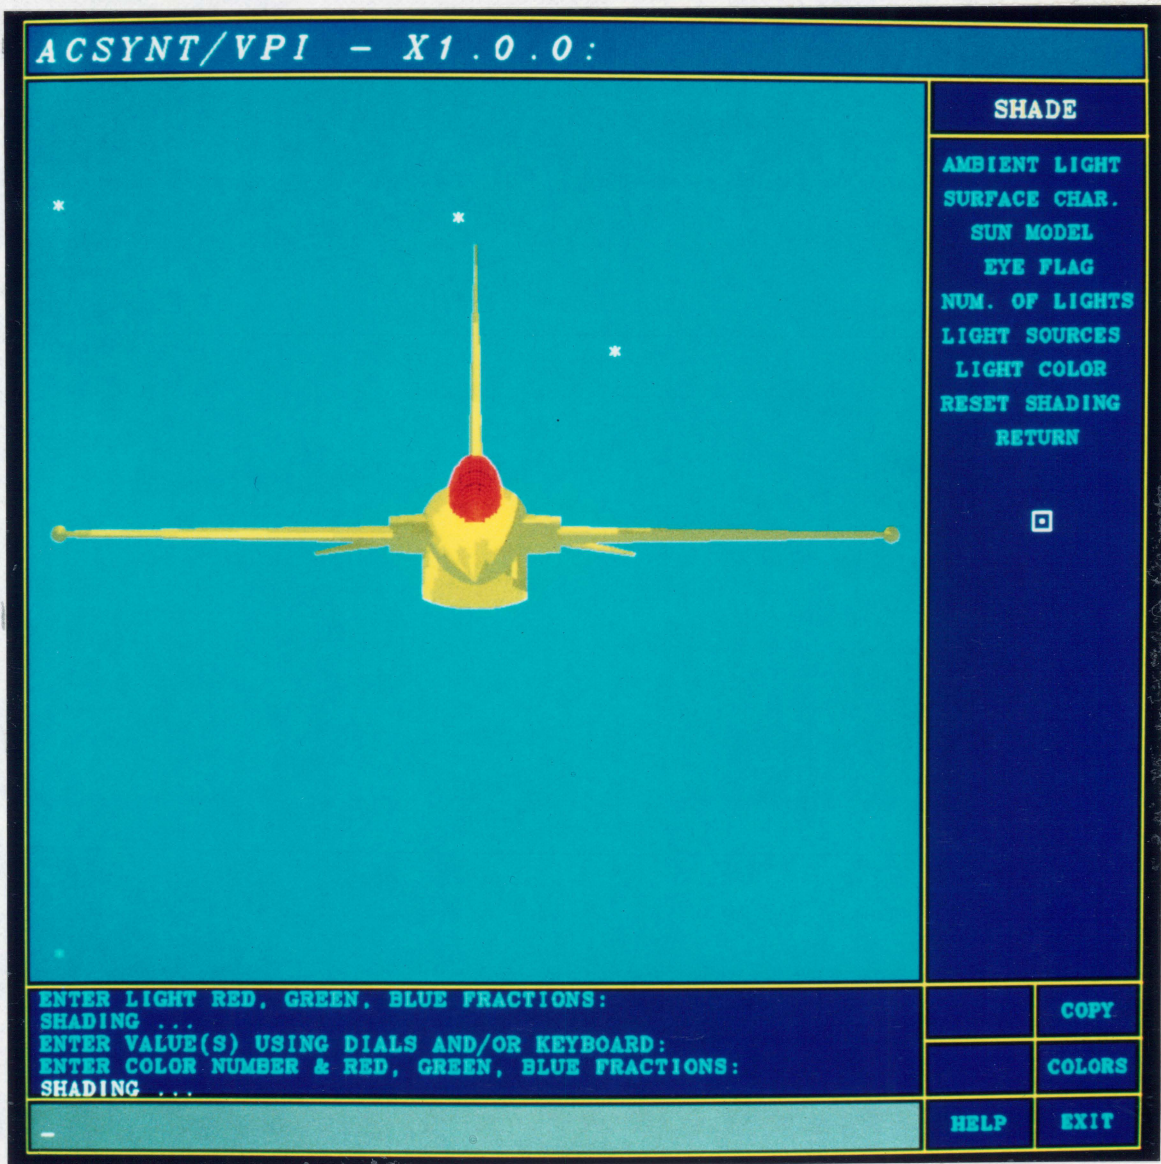 ACSYNT/VPI - X1.0.0:
SHADE
AMBIENT LIGHT
SURFACE CHAR.
SUN MODEL
EYE FLAG
NUM. OF LIGHTS
LIGHT SOURCES
LIGHT COLOR
RESET SHADING
RETURN
ENTER LIGHT RED, GREEN, BLUE FRACTIONS:
SHADING ...
ENTER VALUE(S) USING DIALS AND/OR KEYBOARD:
ENTER COLOR NUMBER & RED, GREEN, BLUE FRACTIONS:
SHADING ...
COPY
COLORS
HELP
EXIT